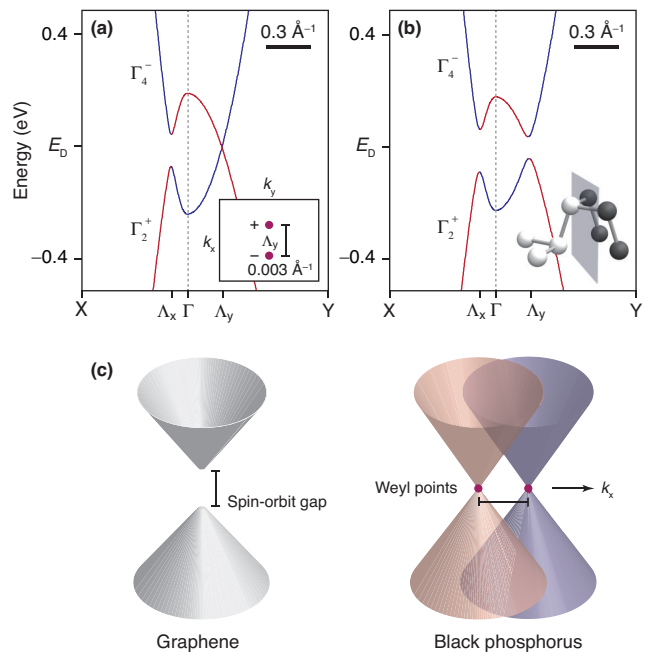 (a)
0.3 Å⁻¹
0.4
Γ₄⁻
Energy (eV)
E_D
Γ₂⁺
−0.4
k_y
k_x
+
Λ_y
−
0.003 Å⁻¹
X
Λ_x
Γ
Λ_y
Y
(b)
0.3 Å⁻¹
0.4
Γ₄⁻
E_D
Γ₂⁺
−0.4
X
Λ_x
Γ
Λ_y
Y
(c)
Spin-orbit gap
Graphene
Weyl points
k_x
Black phosphorus